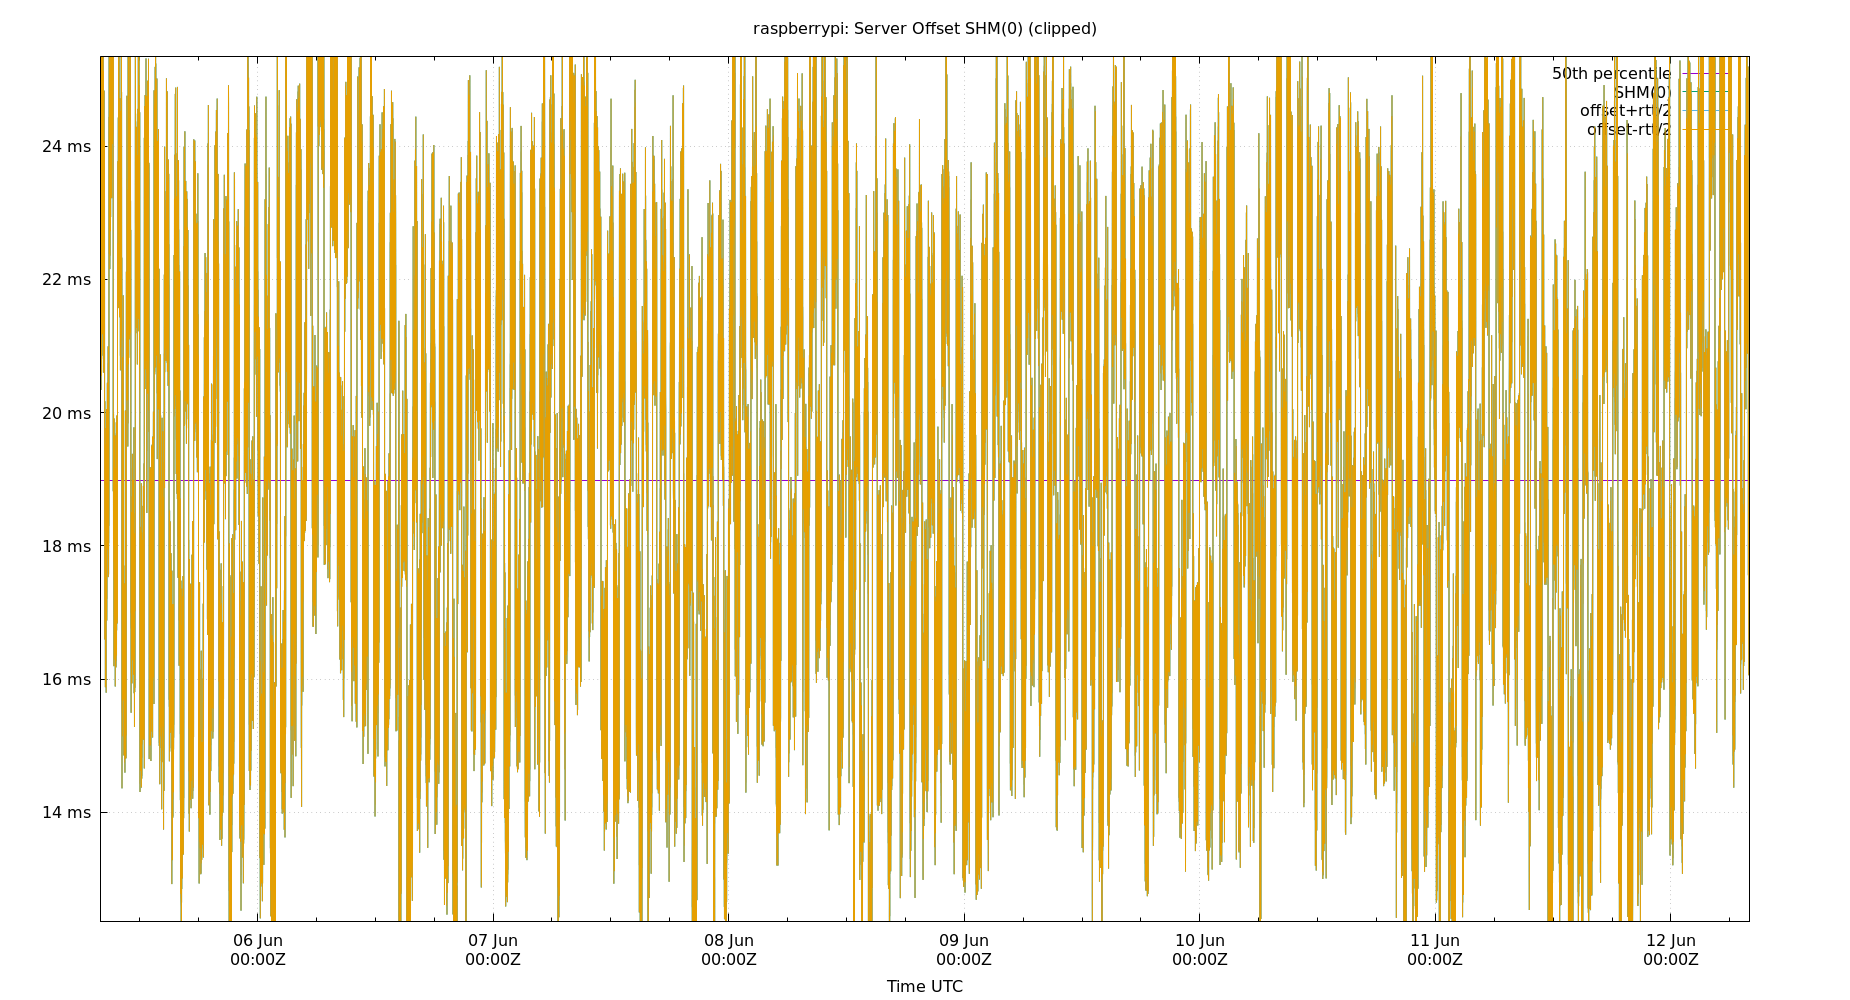 raspberrypi: Server Offset SHM(0) (clipped)
50th percentile
SHM(0)
offset+rtt/2
offset-rtt/2
24 ms
22 ms
20 ms
18 ms
16 ms
14 ms
06 Jun 07 Jun 08 Jun 09 Jun 10 Jun 11 Jun 12 Jun
00:00Z 00:00Z 00:00Z 00:00Z 00:00Z 00:00Z 00:00Z
Time UTC